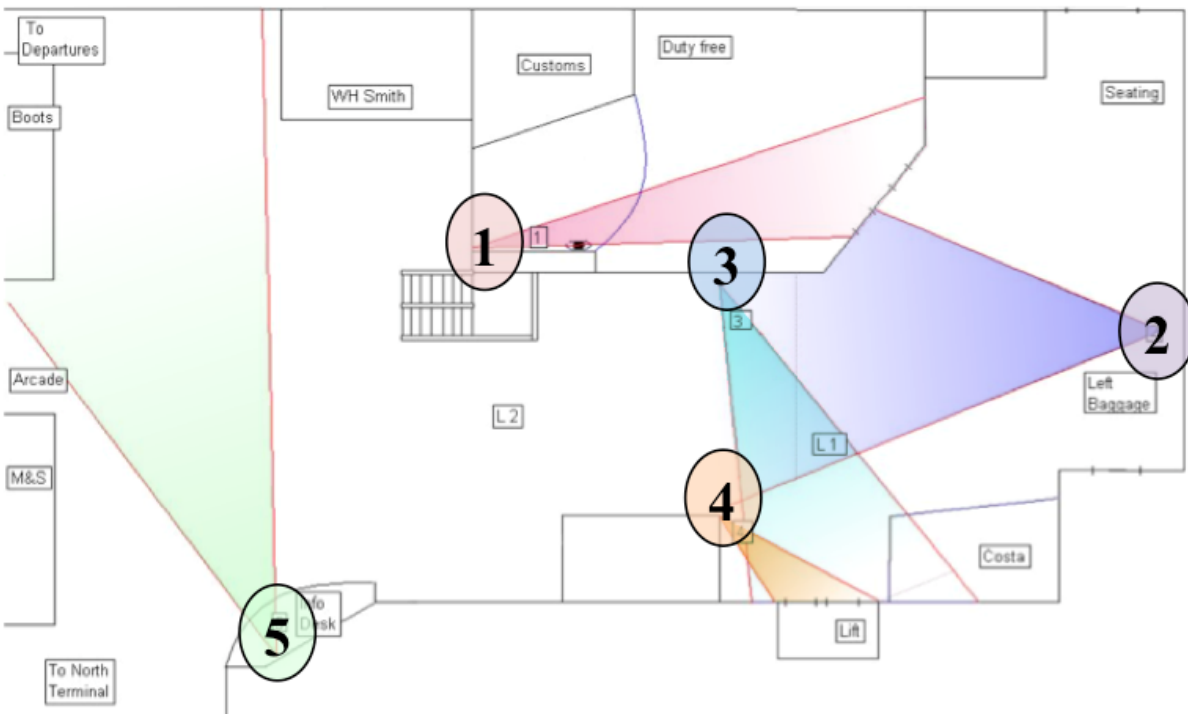 To
Departures
Boots
WH Smith
Customs
Duty free
Seating
1
1
3
3
2
Arcade
Left
Baggage
L 2
L 1
M&S
4
4
Costa
Info
Desk
5
Lift
To North
Terminal